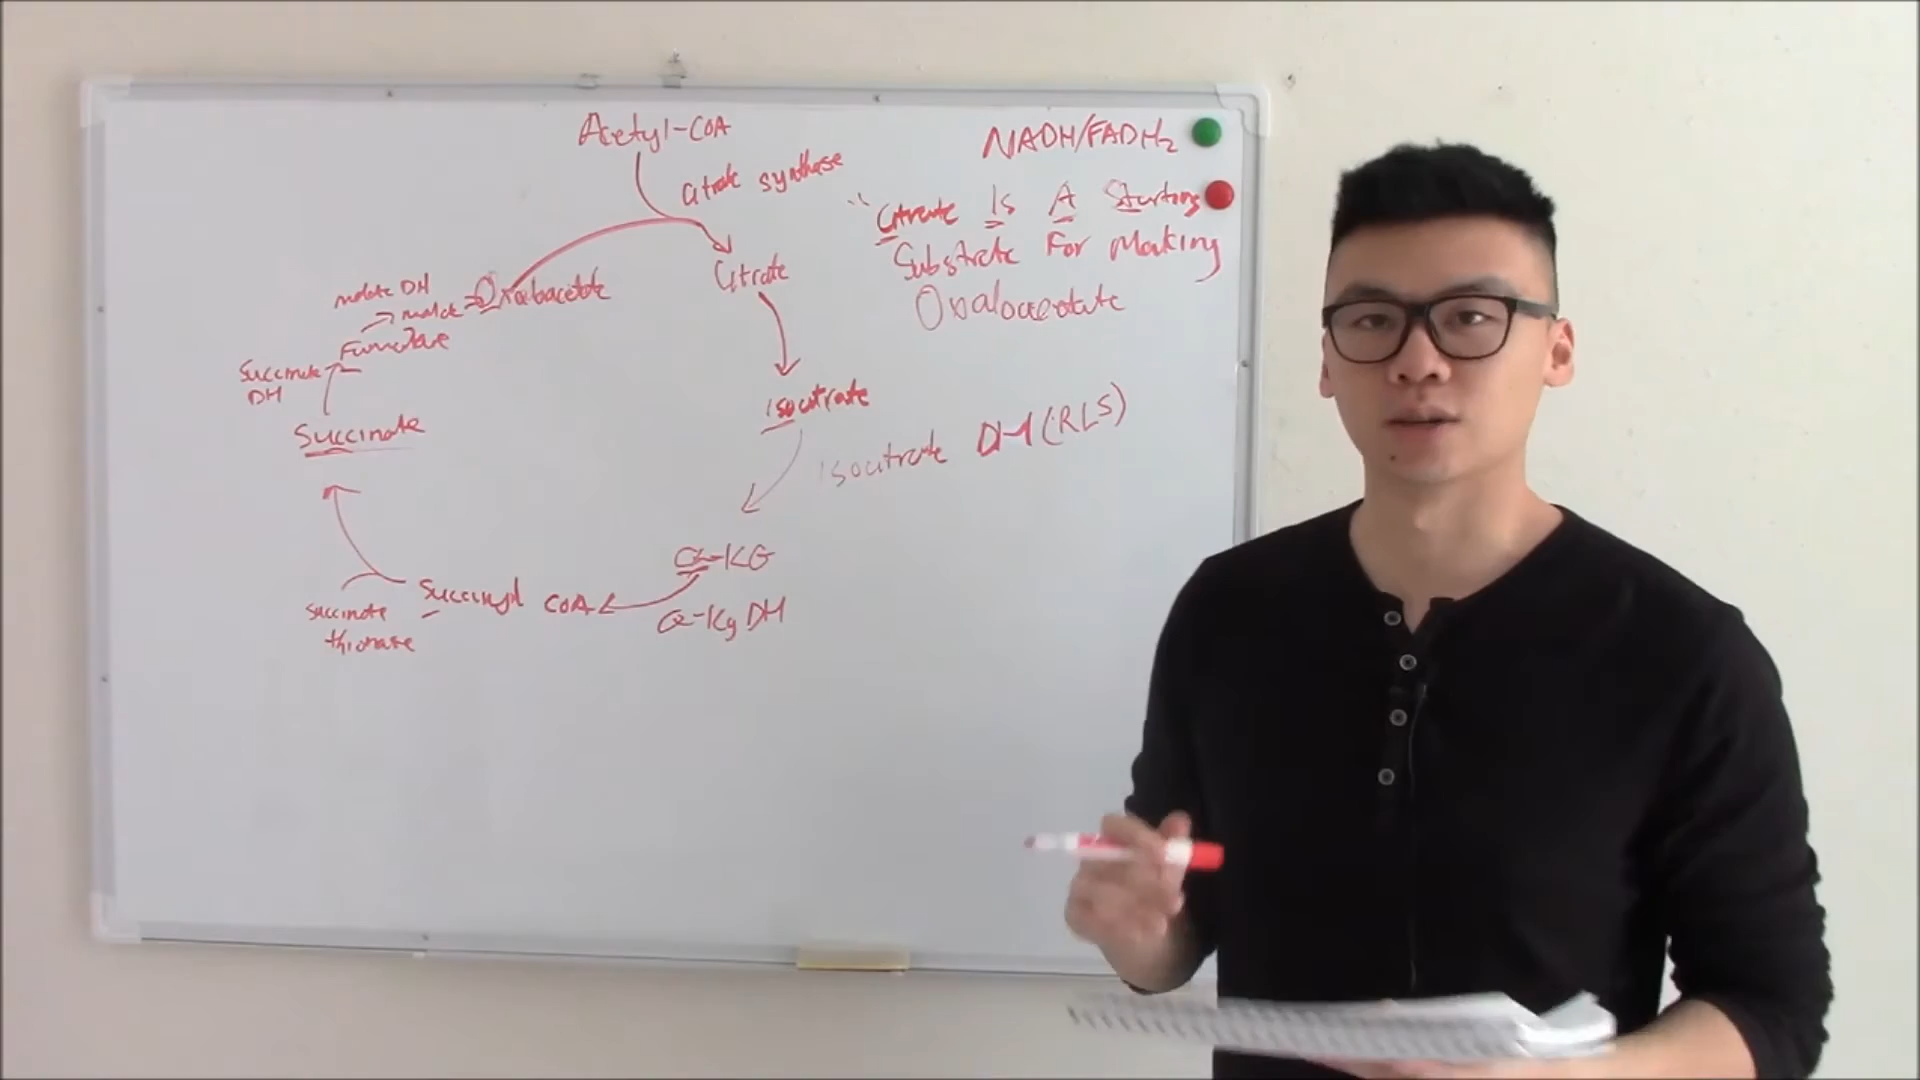 Acetyl-COA
Citrate synthase
NADH/FADH₂
"Citrate Is A Starting
Substrate For Making
Oxaloacetate
Citrate
malate DH
malate
Oxaloacetate
Fumarate
Succinate
DH
Isocitrate
Isocitrate DH (RLS)
Succinate
α-KG
Succinyl COA
α-Kg DH
succinate
thionase